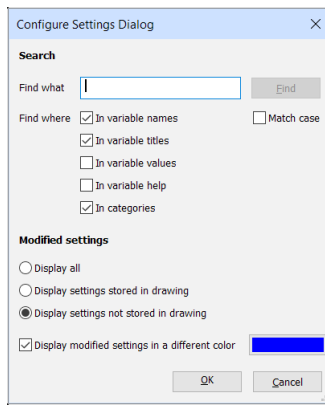 Configure Settings Dialog
Search
Find what
Find
Find where
In variable names
Match case
In variable titles
In variable values
In variable help
In categories
Modified settings
Display all
Display settings stored in drawing
Display settings not stored in drawing
Display modified settings in a different color
OK
Cancel